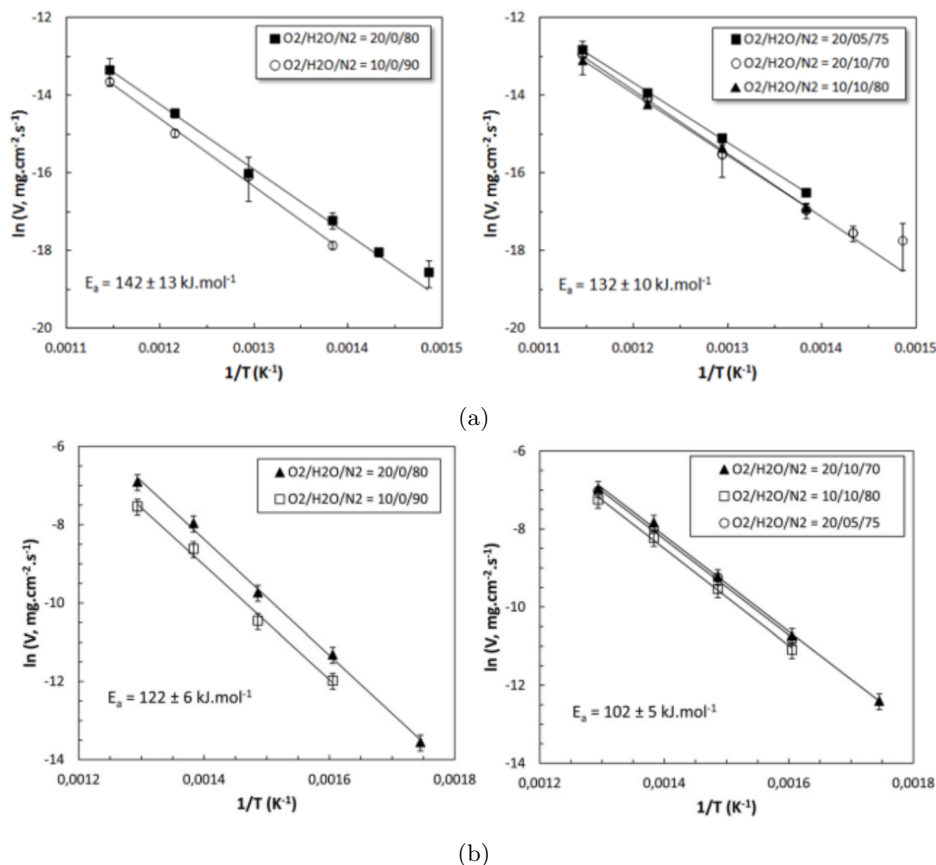 -12
-14
-16
-18
-20
ln (V, mg.cm-2.s-1)
O2/H2O/N2 = 20/0/80
O2/H2O/N2 = 10/0/90
Ea = 142 ± 13 kJ.mol-1
0.0011
0.0012
0.0013
0.0014
0.0015
1/T (K-1)
-12
-14
-16
-18
-20
ln (V, mg.cm-2.s-1)
O2/H2O/N2 = 20/05/75
O2/H2O/N2 = 20/10/70
O2/H2O/N2 = 10/10/80
Ea = 132 ± 10 kJ.mol-1
0.0011
0.0012
0.0013
0.0014
0.0015
1/T (K-1)
(a)
-6
-8
-10
-12
-14
ln (V, mg.cm-2.s-1)
O2/H2O/N2 = 20/0/80
O2/H2O/N2 = 10/0/90
Ea = 122 ± 6 kJ.mol-1
0,0012
0,0014
0,0016
0,0018
1/T (K-1)
-6
-8
-10
-12
-14
ln (V, mg.cm-2.s-1)
O2/H2O/N2 = 20/10/70
O2/H2O/N2 = 10/10/80
O2/H2O/N2 = 20/05/75
Ea = 102 ± 5 kJ.mol-1
0,0012
0,0014
0,0016
0,0018
1/T (K-1)
(b)